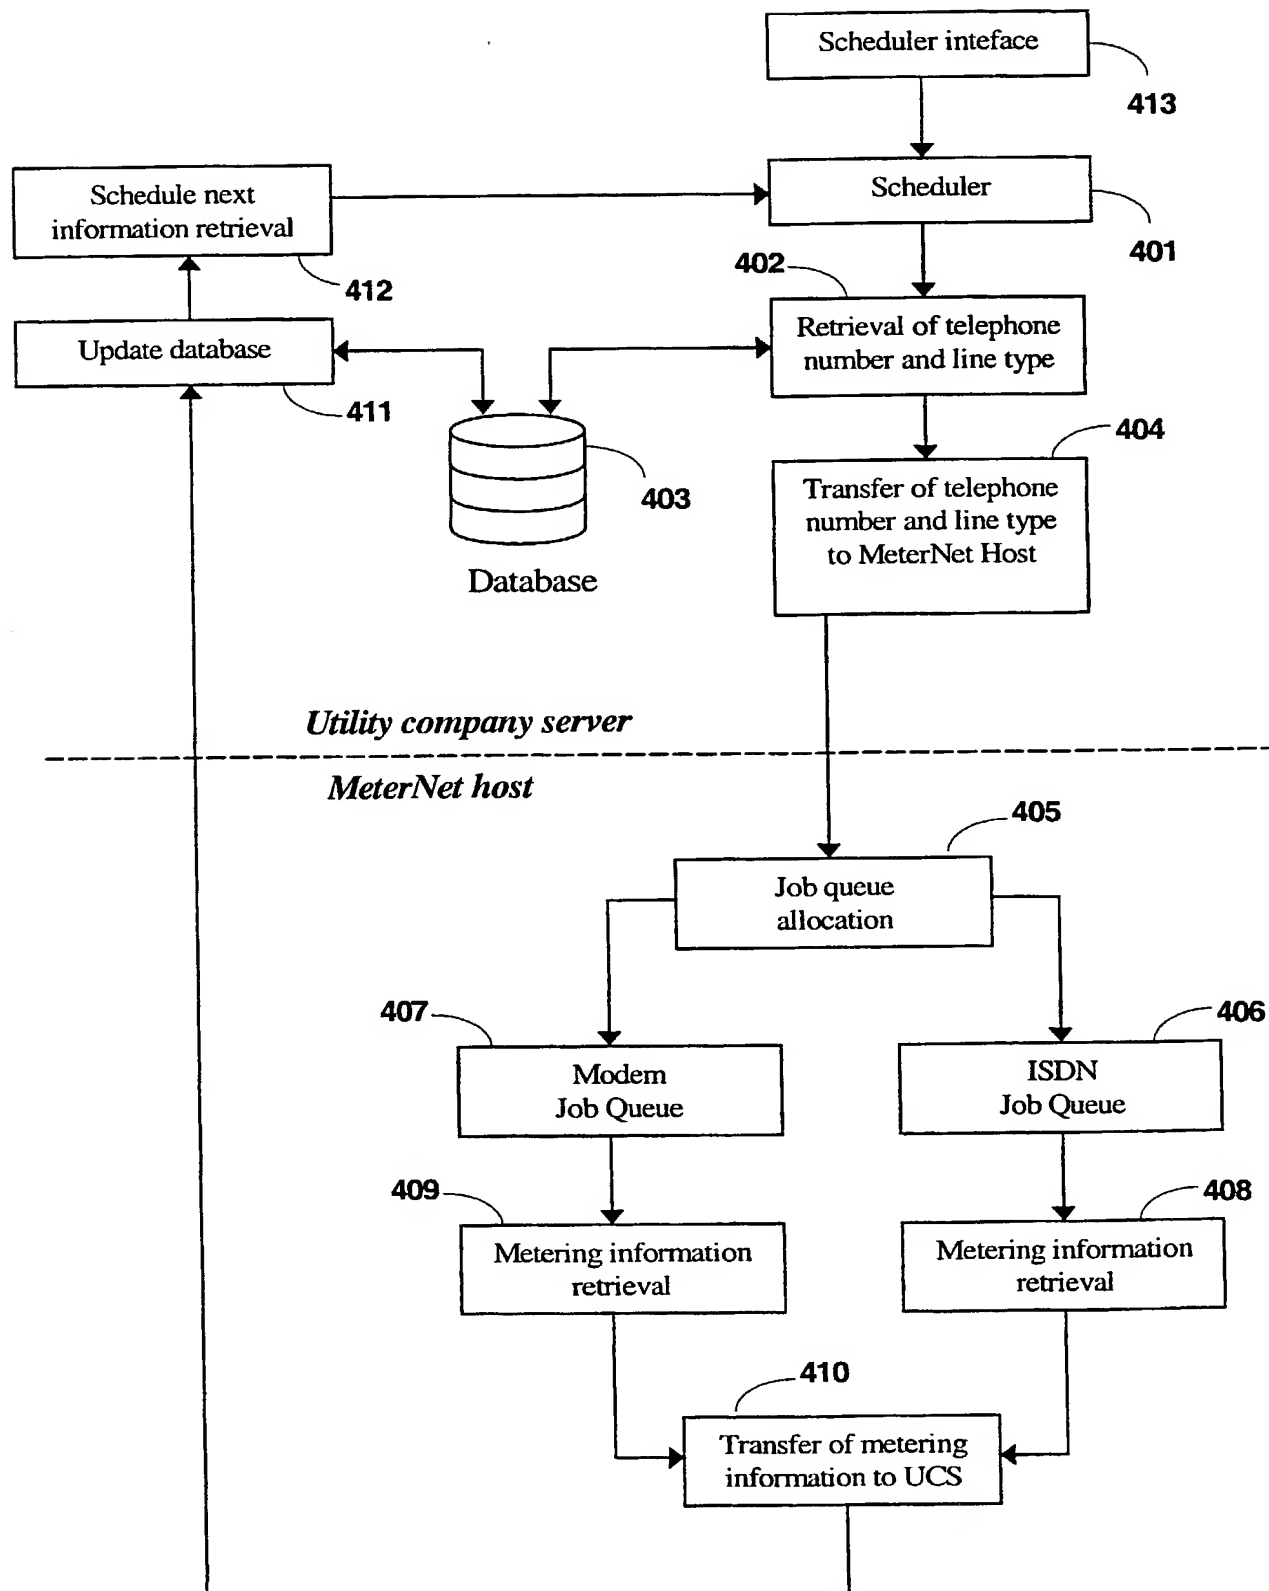 Scheduler inteface
413
Schedule next
information retrieval
412
Scheduler
401
402
Retrieval of telephone
number and line type
Update database
411
403
Database
404
Transfer of telephone
number and line type
to MeterNet Host
Utility company server
MeterNet host
405
Job queue
allocation
407
406
Modem
Job Queue
ISDN
Job Queue
409
408
Metering information
retrieval
Metering information
retrieval
410
Transfer of metering
information to UCS